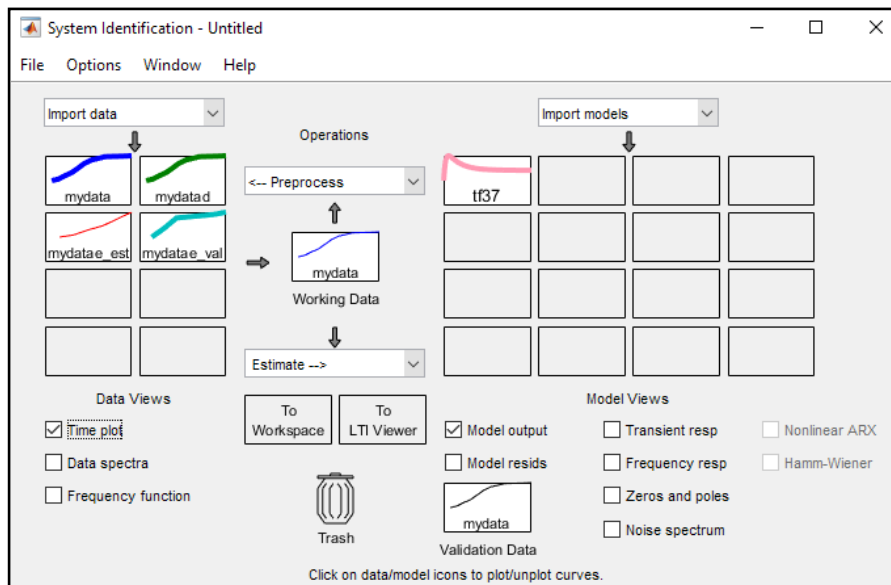 System Identification - Untitled
File Options Window Help
Import data
Operations
Import models
mydata
mydatad
<-- Preprocess
tf37
mydatae_est
mydatae_val
mydata
Working Data
Estimate -->
Data Views
To
Workspace
To
LTI Viewer
Model Views
Time plot
Data spectra
Frequency function
Trash
Model output
Model resids
mydata
Validation Data
Transient resp
Frequency resp
Zeros and poles
Noise spectrum
Nonlinear ARX
Hamm-Wiener
Click on data/model icons to plot/unplot curves.